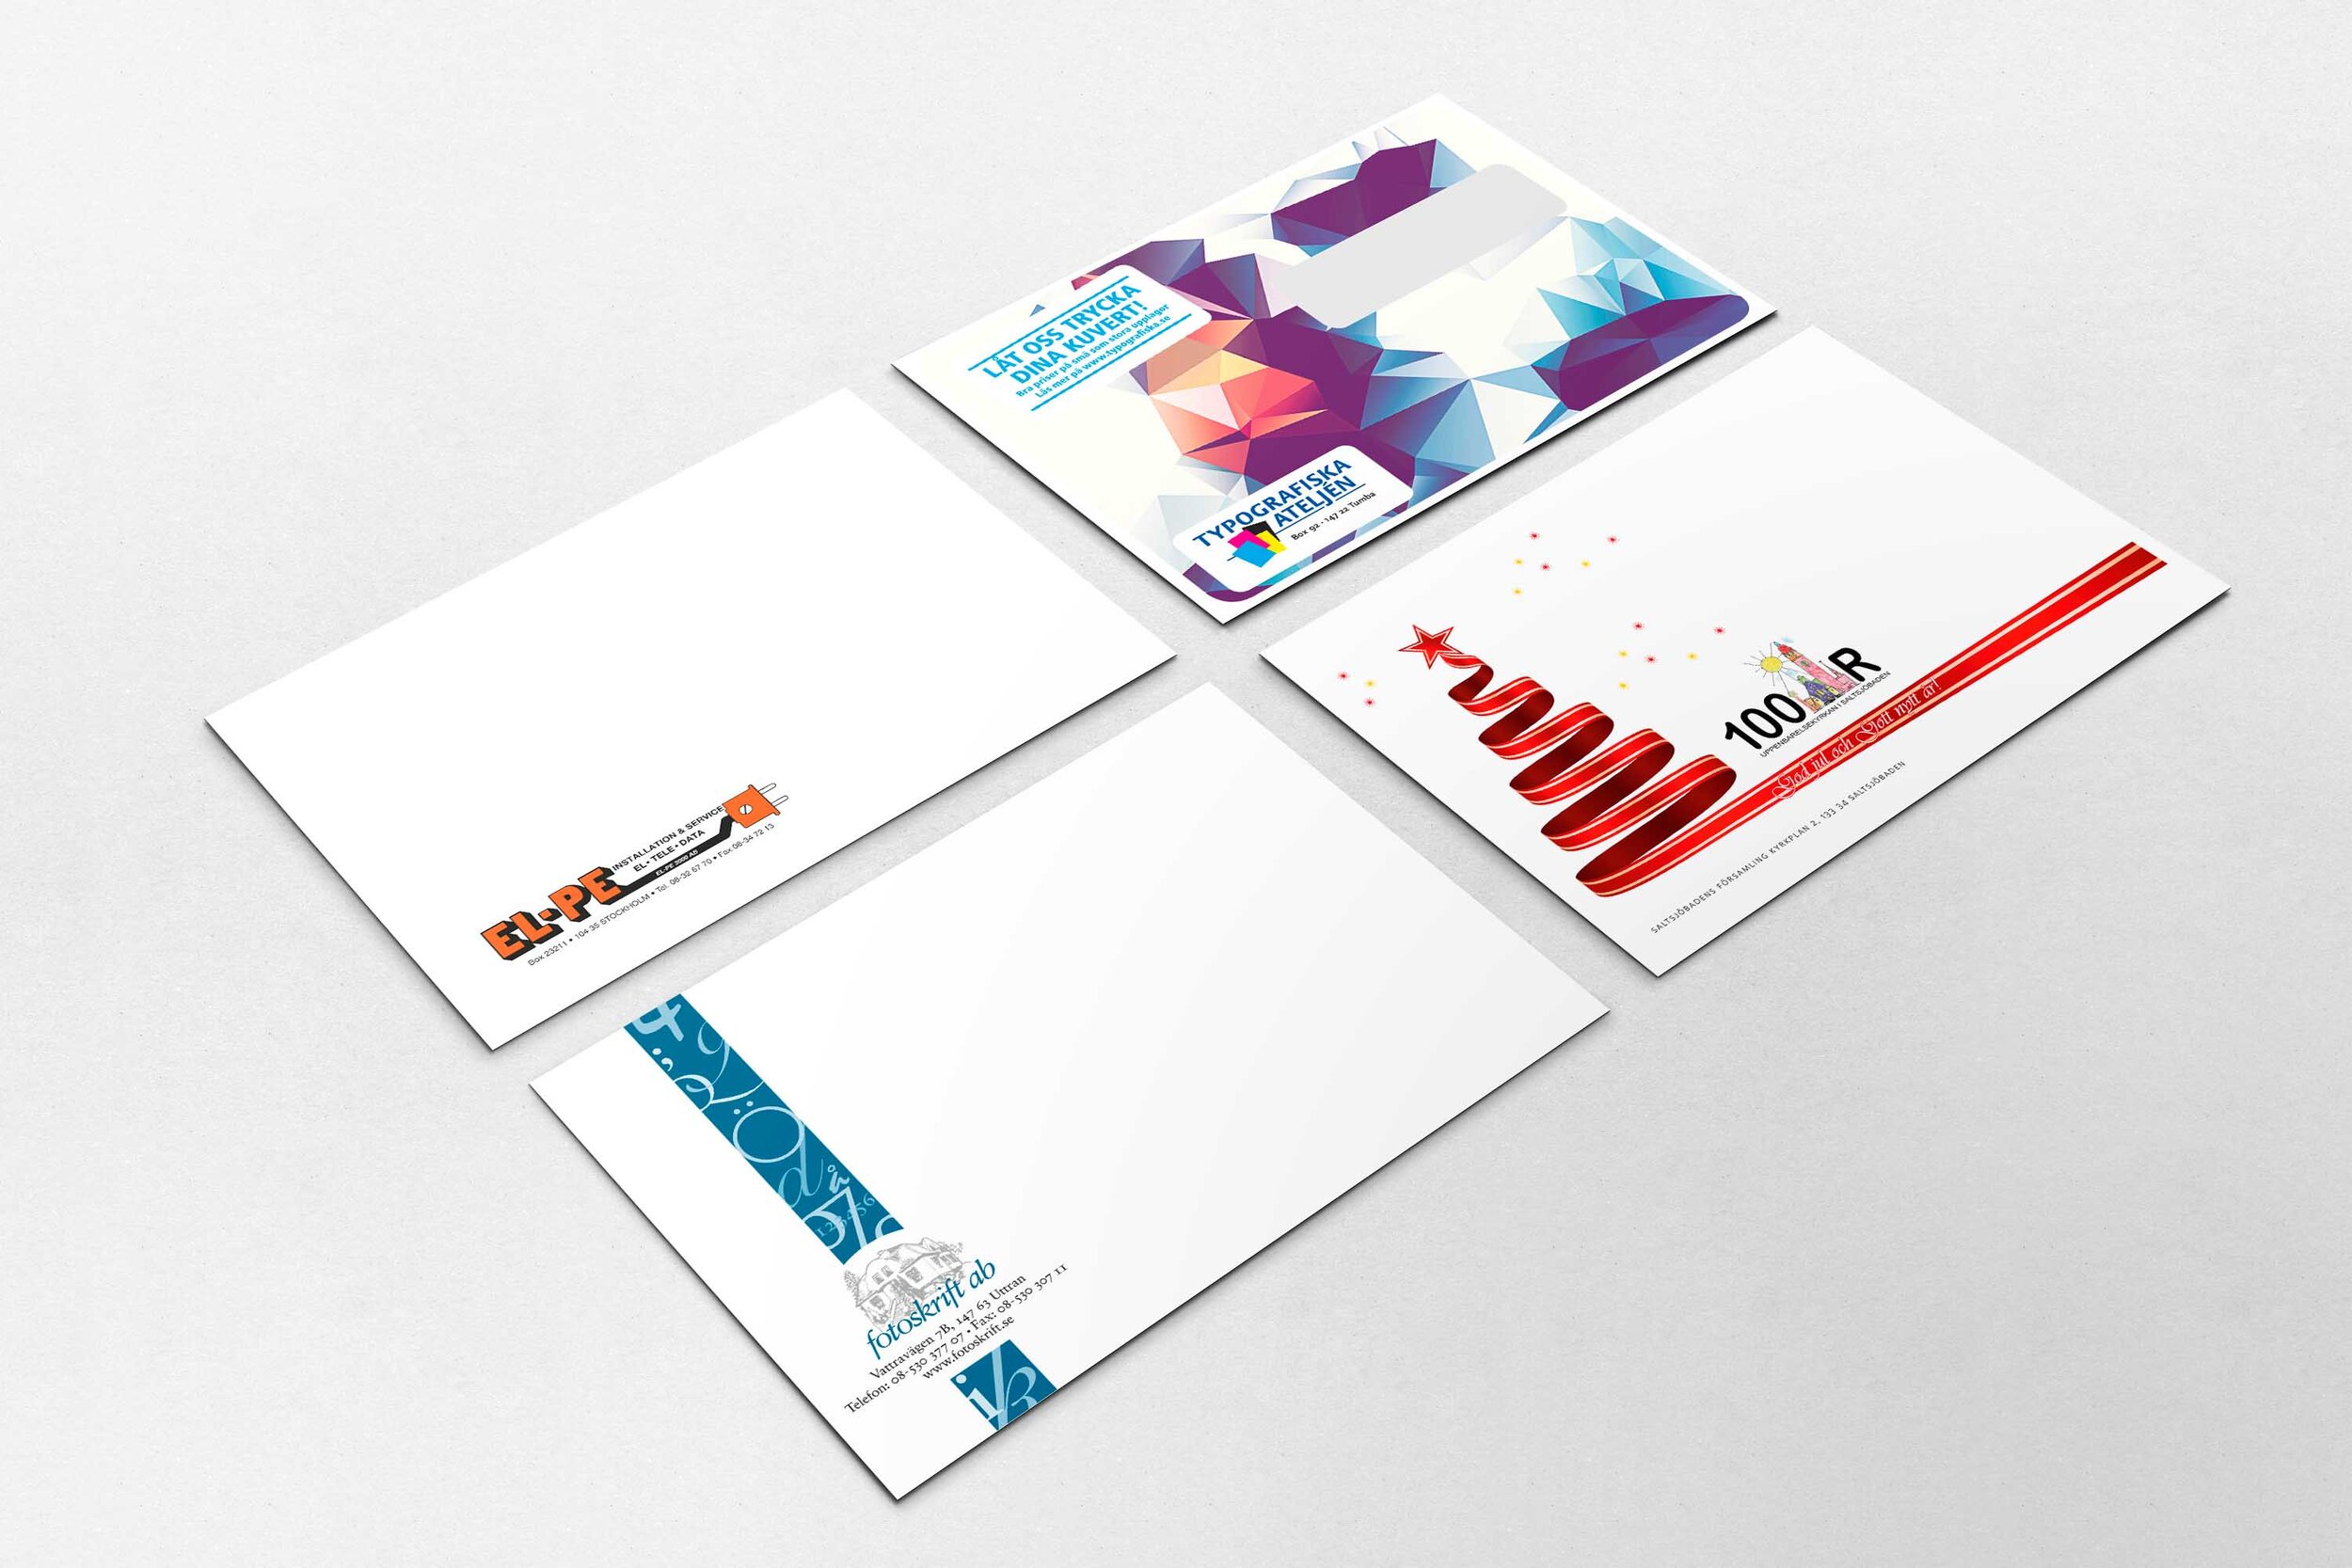 LÅT OSS TRYCKA
DINA KUVERT!
Bra priser på små som stora upplagor
Läs mer på www.typografiska.se
TYPOGRAFISKA
ATELJÉN
Box 92 - 147 22 Tumba
INSTALLATION & SERVICE
EL • TELE • DATA
EL-PE 2000 AB
EL-PE
Box 23211 • 104 35 STOCKHOLM • Tel. 08-32 67 70 • Fax 08-34 72 13
100 R
UPPENBARELSEKYRKAN I SALTSJÖBADEN
God jul och Gott nytt år!
SALTSJÖBADENS FÖRSAMLING KYRKPLAN 2, 133 34 SALTSJÖBADEN
fotoskrift ab
Vattravägen 7B, 147 63 Uttran
Telefon: 08-530 377 07 • Fax: 08-530 307 11
www.fotoskrift.se